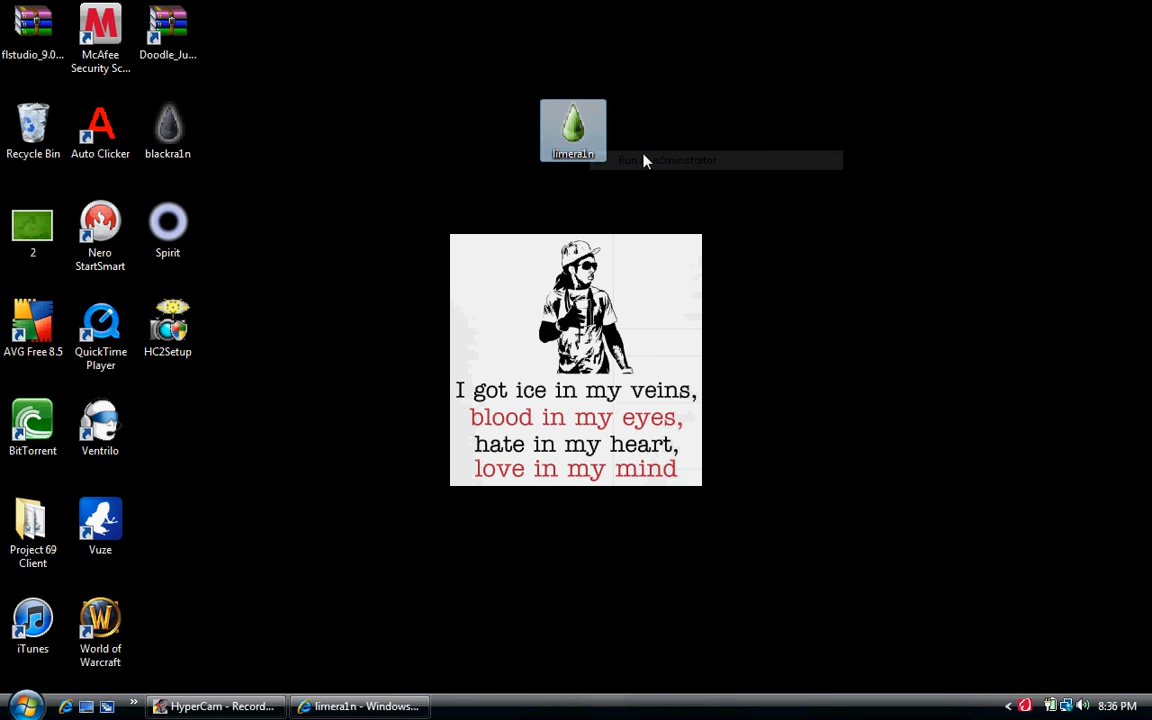 flstudio_9.0...
McAfee
Security Sc...
Doodle_Ju...
Recycle Bin
Auto Clicker
blackra1n
limera1n
Run as administrator
2
Nero
StartSmart
Spirit
AVG Free 8.5
QuickTime
Player
HC2Setup
I got ice in my veins,
blood in my eyes,
hate in my heart,
love in my mind
BitTorrent
Ventrilo
Project 69
Client
Vuze
iTunes
World of
Warcraft
HyperCam - Record...
limera1n - Windows...
8:36 PM